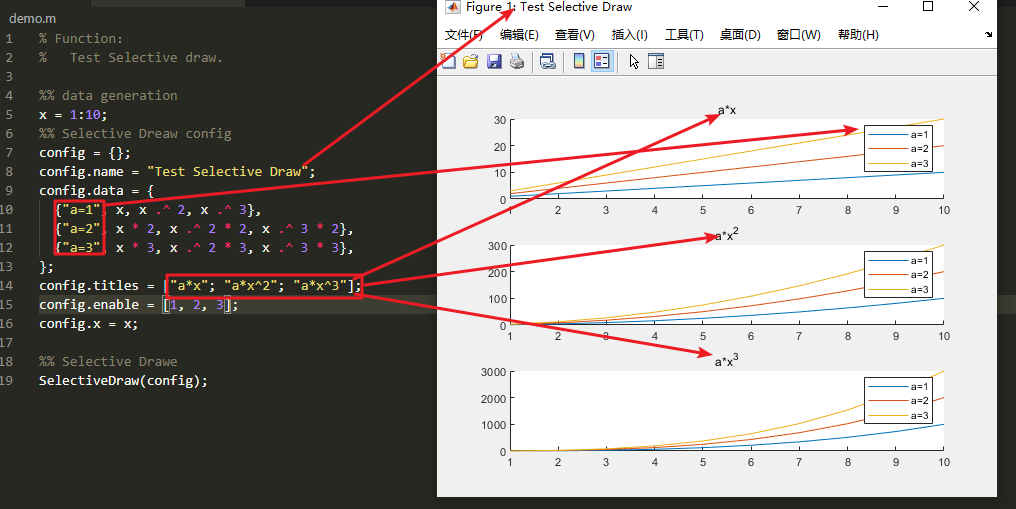 demo.m
1 % Function:
2 %   Test Selective draw.
3
4 %% data generation
5 x = 1:10;
6 %% Selective Dreaw config
7 config = {};
8 config.name = "Test Selective Draw";
9 config.data = {
10 {"a=1", x, x .^ 2, x .^ 3},
11 {"a=2", x * 2, x .^ 2 * 2, x .^ 3 * 2},
12 {"a=3", x * 3, x .^ 2 * 3, x .^ 3 * 3},
13 };
14 config.titles = ["a*x"; "a*x^2"; "a*x^3"];
15 config.enable = [1, 2, 3];
16 config.x = x;
17
18 %% Selective Drawe
19 SelectiveDraw(config);
Figure 1: Test Selective Draw
文件(F) 编辑(E) 查看(V) 插入(I) 工具(T) 桌面(D) 窗口(W) 帮助(H)
a*x
30
20
10
0
1 2 3 4 5 6 7 8 9 10
a=1
a=2
a=3
a*x²
300
200
100
0
1 2 3 4 5 6 7 8 9 10
a=1
a=2
a=3
a*x³
3000
2000
1000
0
1 2 3 4 5 6 7 8 9 10
a=1
a=2
a=3